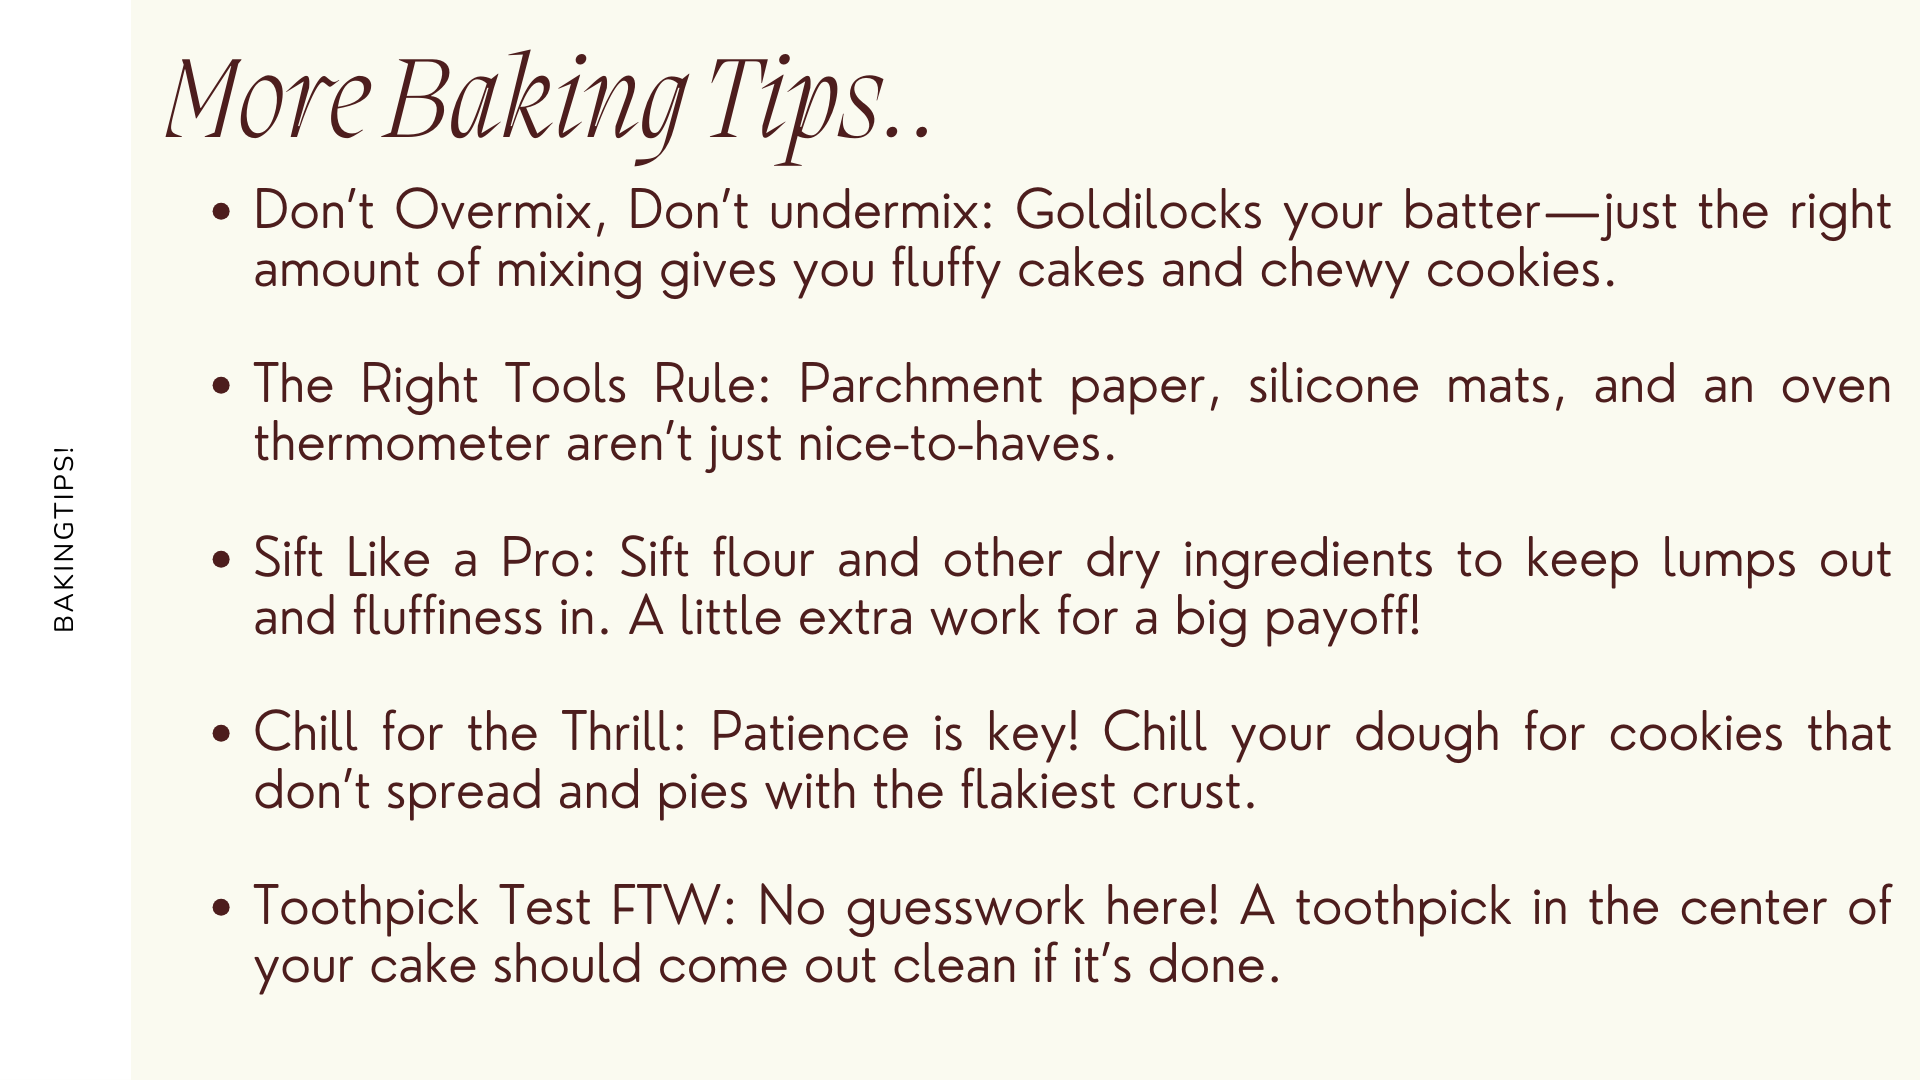 More Baking Tips..
• Don’t Overmix, Don’t undermix: Goldilocks your batter—just the right
amount of mixing gives you fluffy cakes and chewy cookies.
• The Right Tools Rule: Parchment paper, silicone mats, and an oven
thermometer aren’t just nice-to-haves.
• Sift Like a Pro: Sift flour and other dry ingredients to keep lumps out
and fluffiness in. A little extra work for a big payoff!
• Chill for the Thrill: Patience is key! Chill your dough for cookies that
don’t spread and pies with the flakiest crust.
• Toothpick Test FTW: No guesswork here! A toothpick in the center of
your cake should come out clean if it’s done.
BAKINGTIPS!